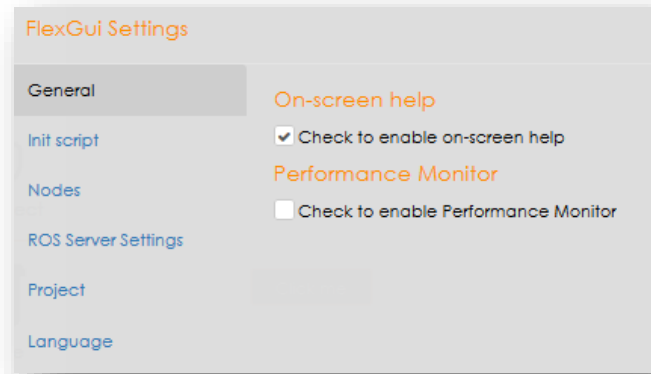 FlexGui Settings
General
Init script
Nodes
ROS Server Settings
Project
Language
On-screen help
Check to enable on-screen help
Performance Monitor
Check to enable Performance Monitor